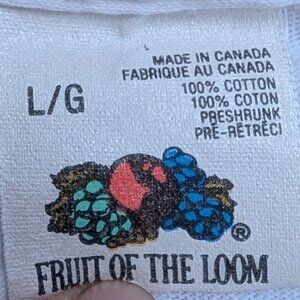 MADE IN CANADA
FABRIQUE AU CANADA
L/G
100% COTTON
100% COTON
PRESHRUNK
PRÉ-RÉTRÉCI
®
FRUIT OF THE LOOM